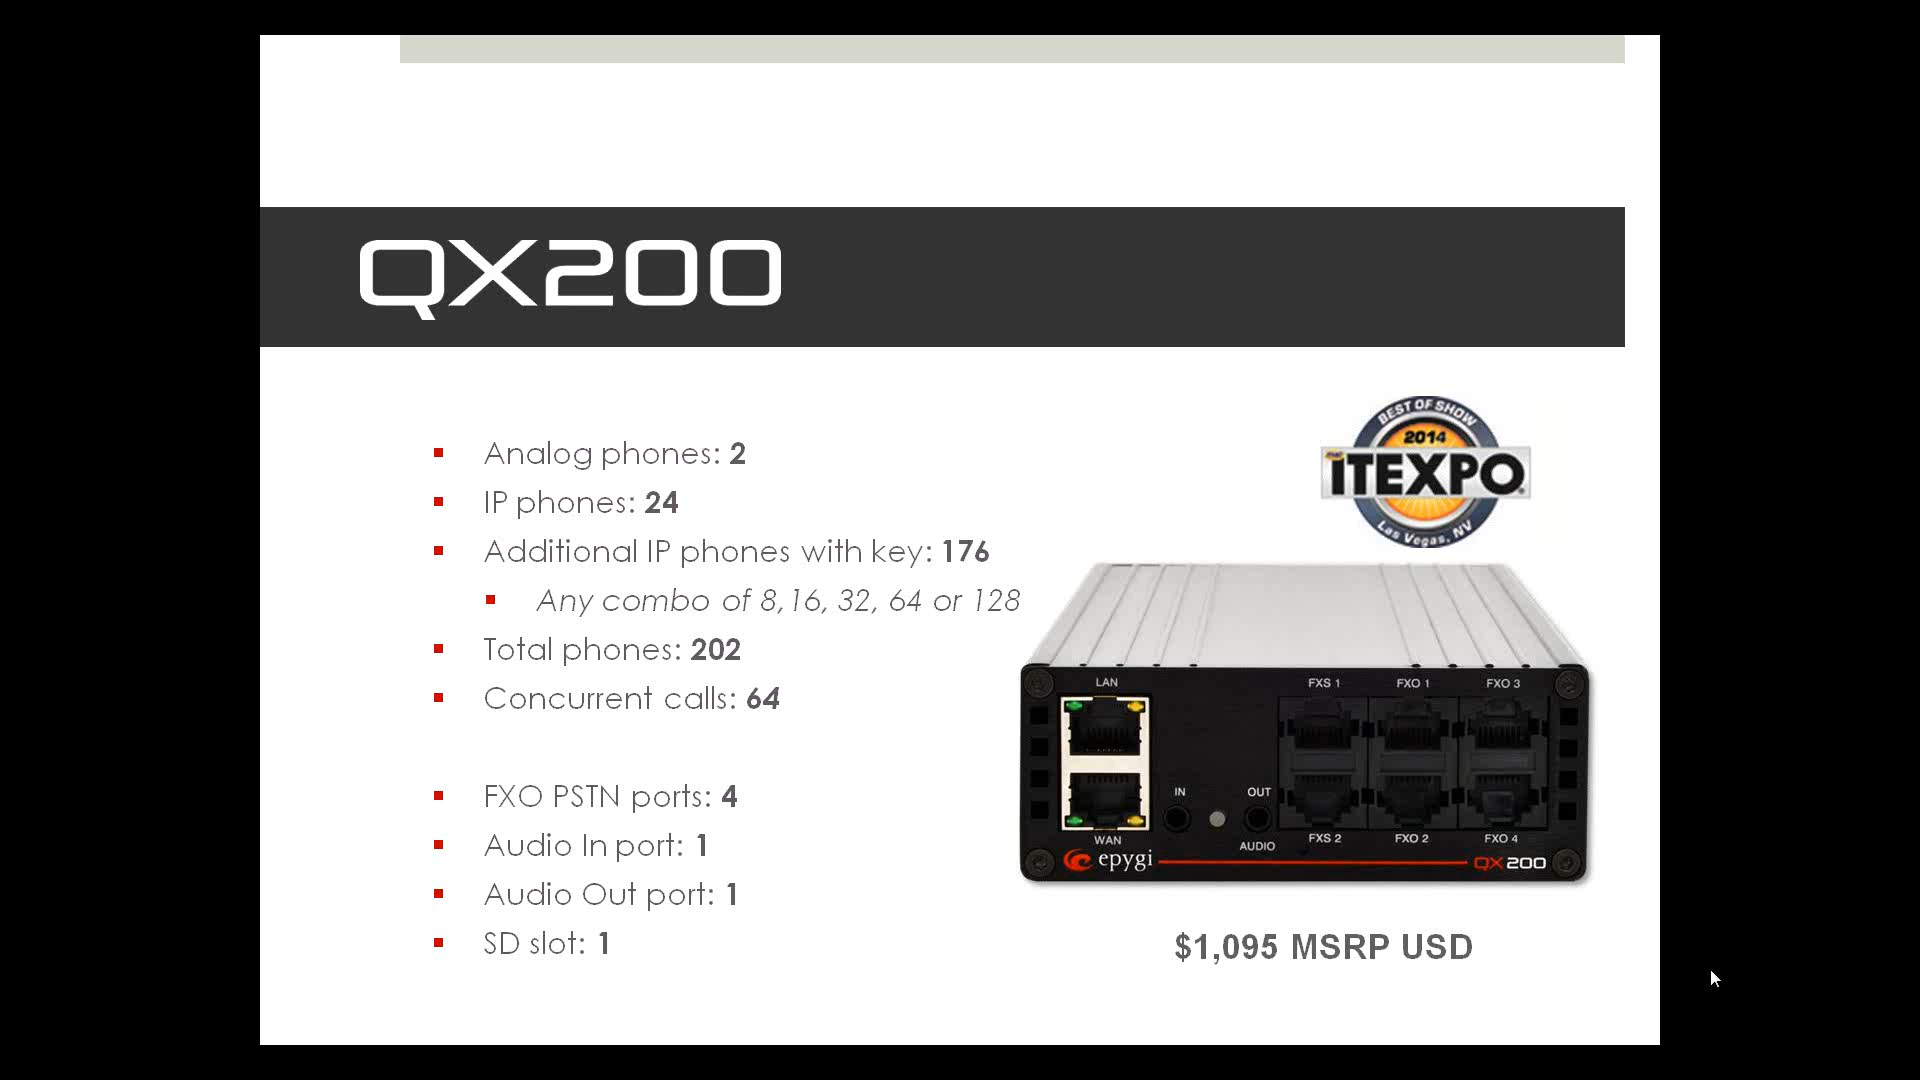 QX200
Analog phones: 2
IP phones: 24
Additional IP phones with key: 176
Any combo of 8,16, 32, 64 or 128
Total phones: 202
Concurrent calls: 64
FXO PSTN ports: 4
Audio In port: 1
Audio Out port: 1
SD slot: 1
BEST OF SHOW
2014
ITEXPO
Las Vegas, NV
LAN
FXS 1
FXO 1
FXO 3
IN
OUT
WAN
AUDIO
FXS 2
FXO 2
FXO 4
epygi
QX200
$1,095 MSRP USD